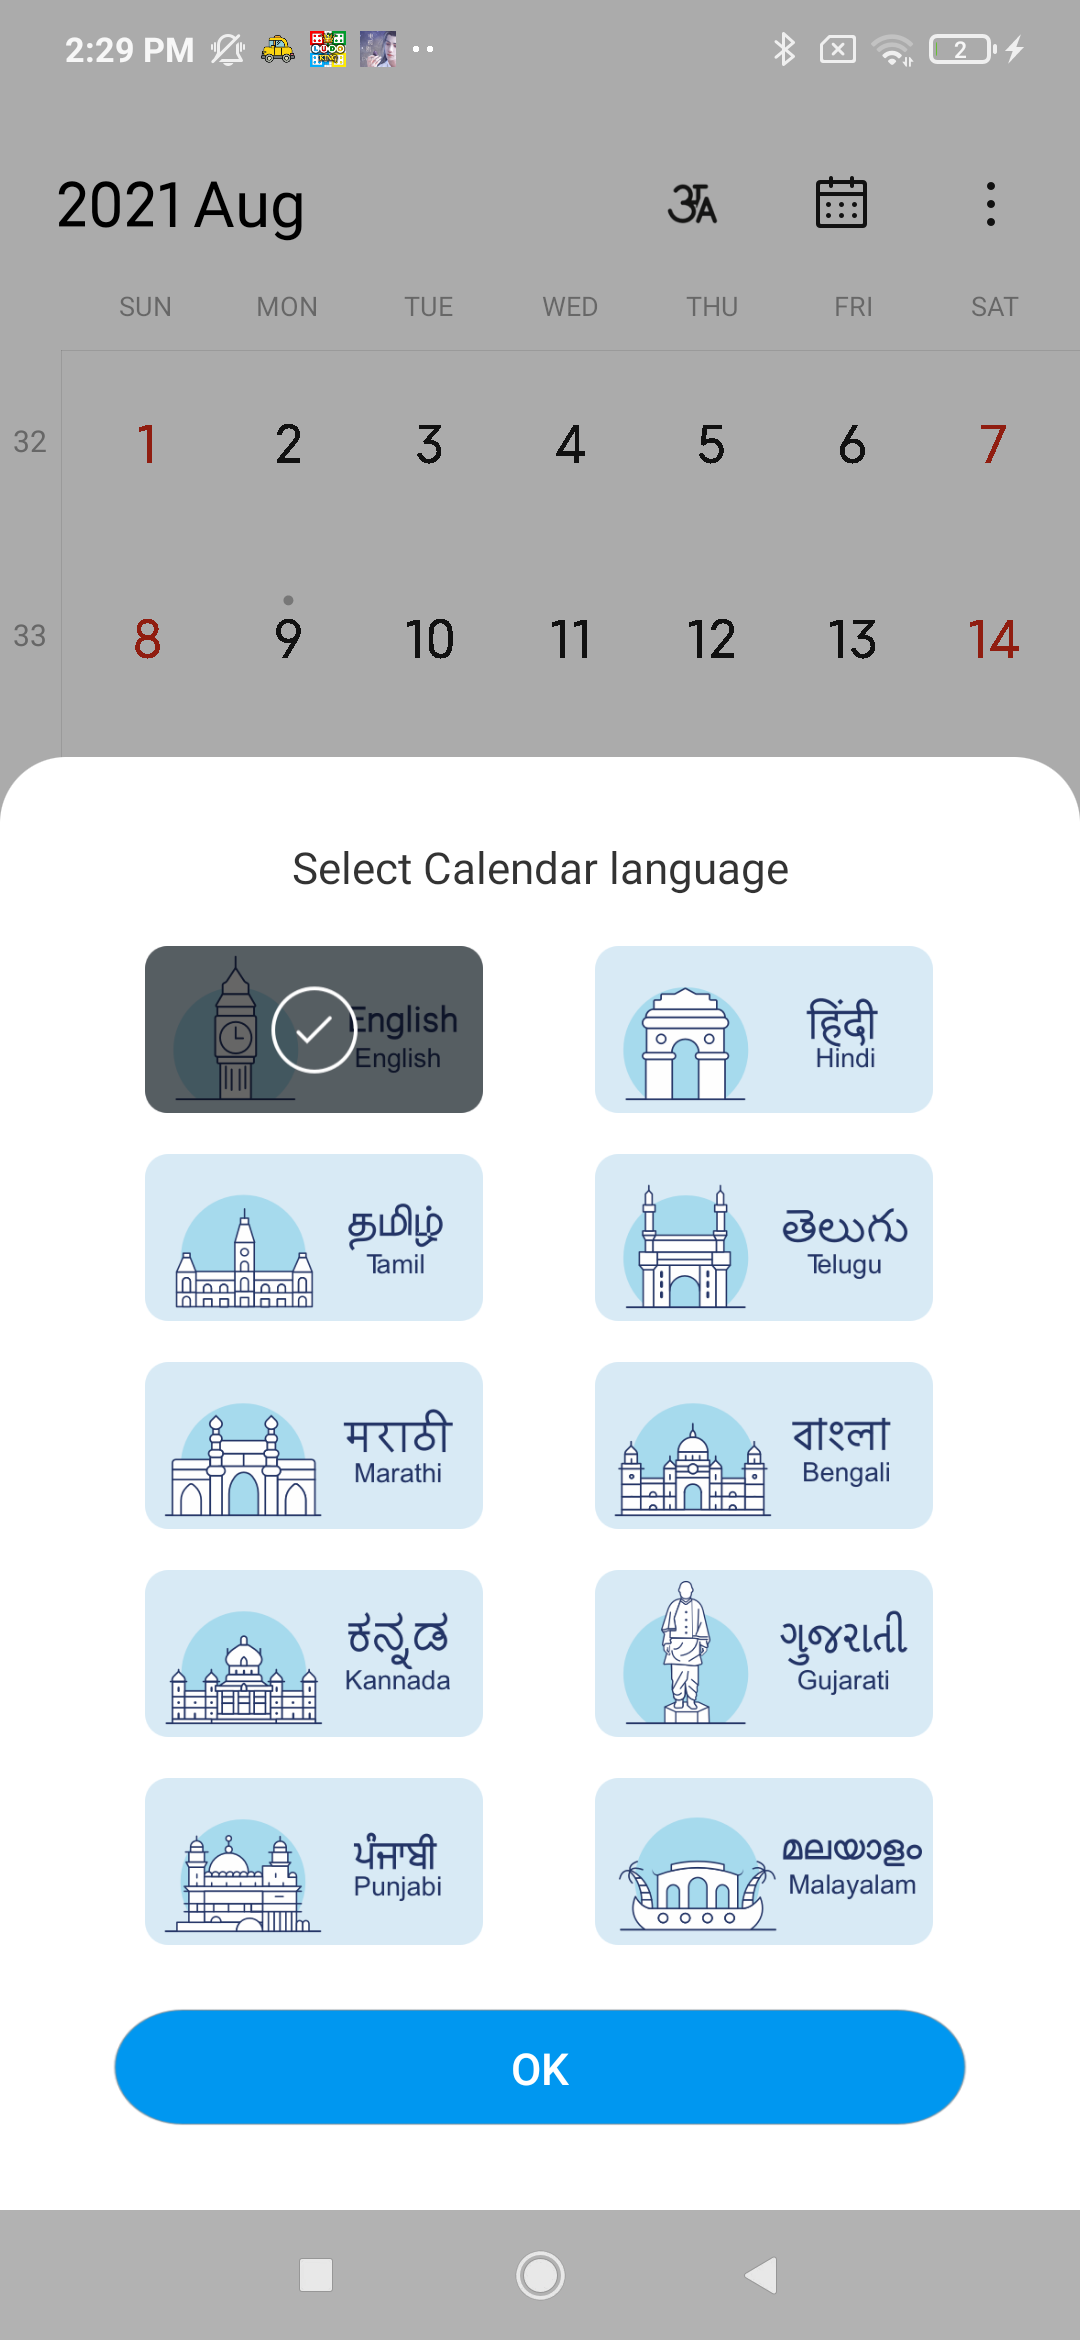 2:29 PM
2
2021 Aug
SUN MON TUE WED THU FRI SAT
32 1 2 3 4 5 6 7
33 8 9 10 11 12 13 14
Select Calendar language
English
English
हिंदी
Hindi
தமிழ்
Tamil
తెలుగు
Telugu
मराठी
Marathi
বাংলা
Bengali
ಕನ್ನಡ
Kannada
ગુજરાતી
Gujarati
ਪੰਜਾਬੀ
Punjabi
മലയാളം
Malayalam
OK